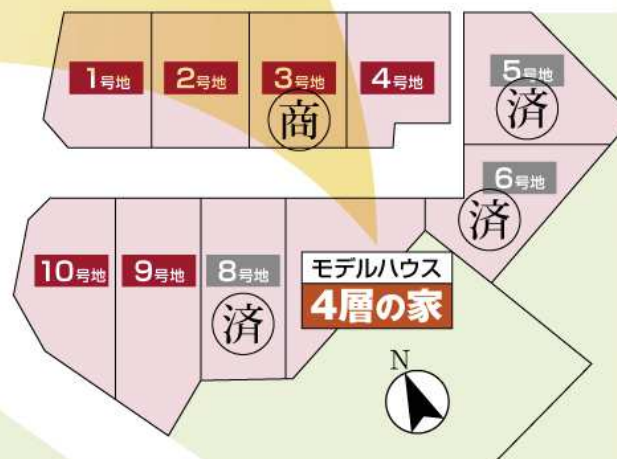 1号地
2号地
3号地
商
4号地
5号地
済
6号地
済
10号地
9号地
8号地
済
モデルハウス
4層の家
N